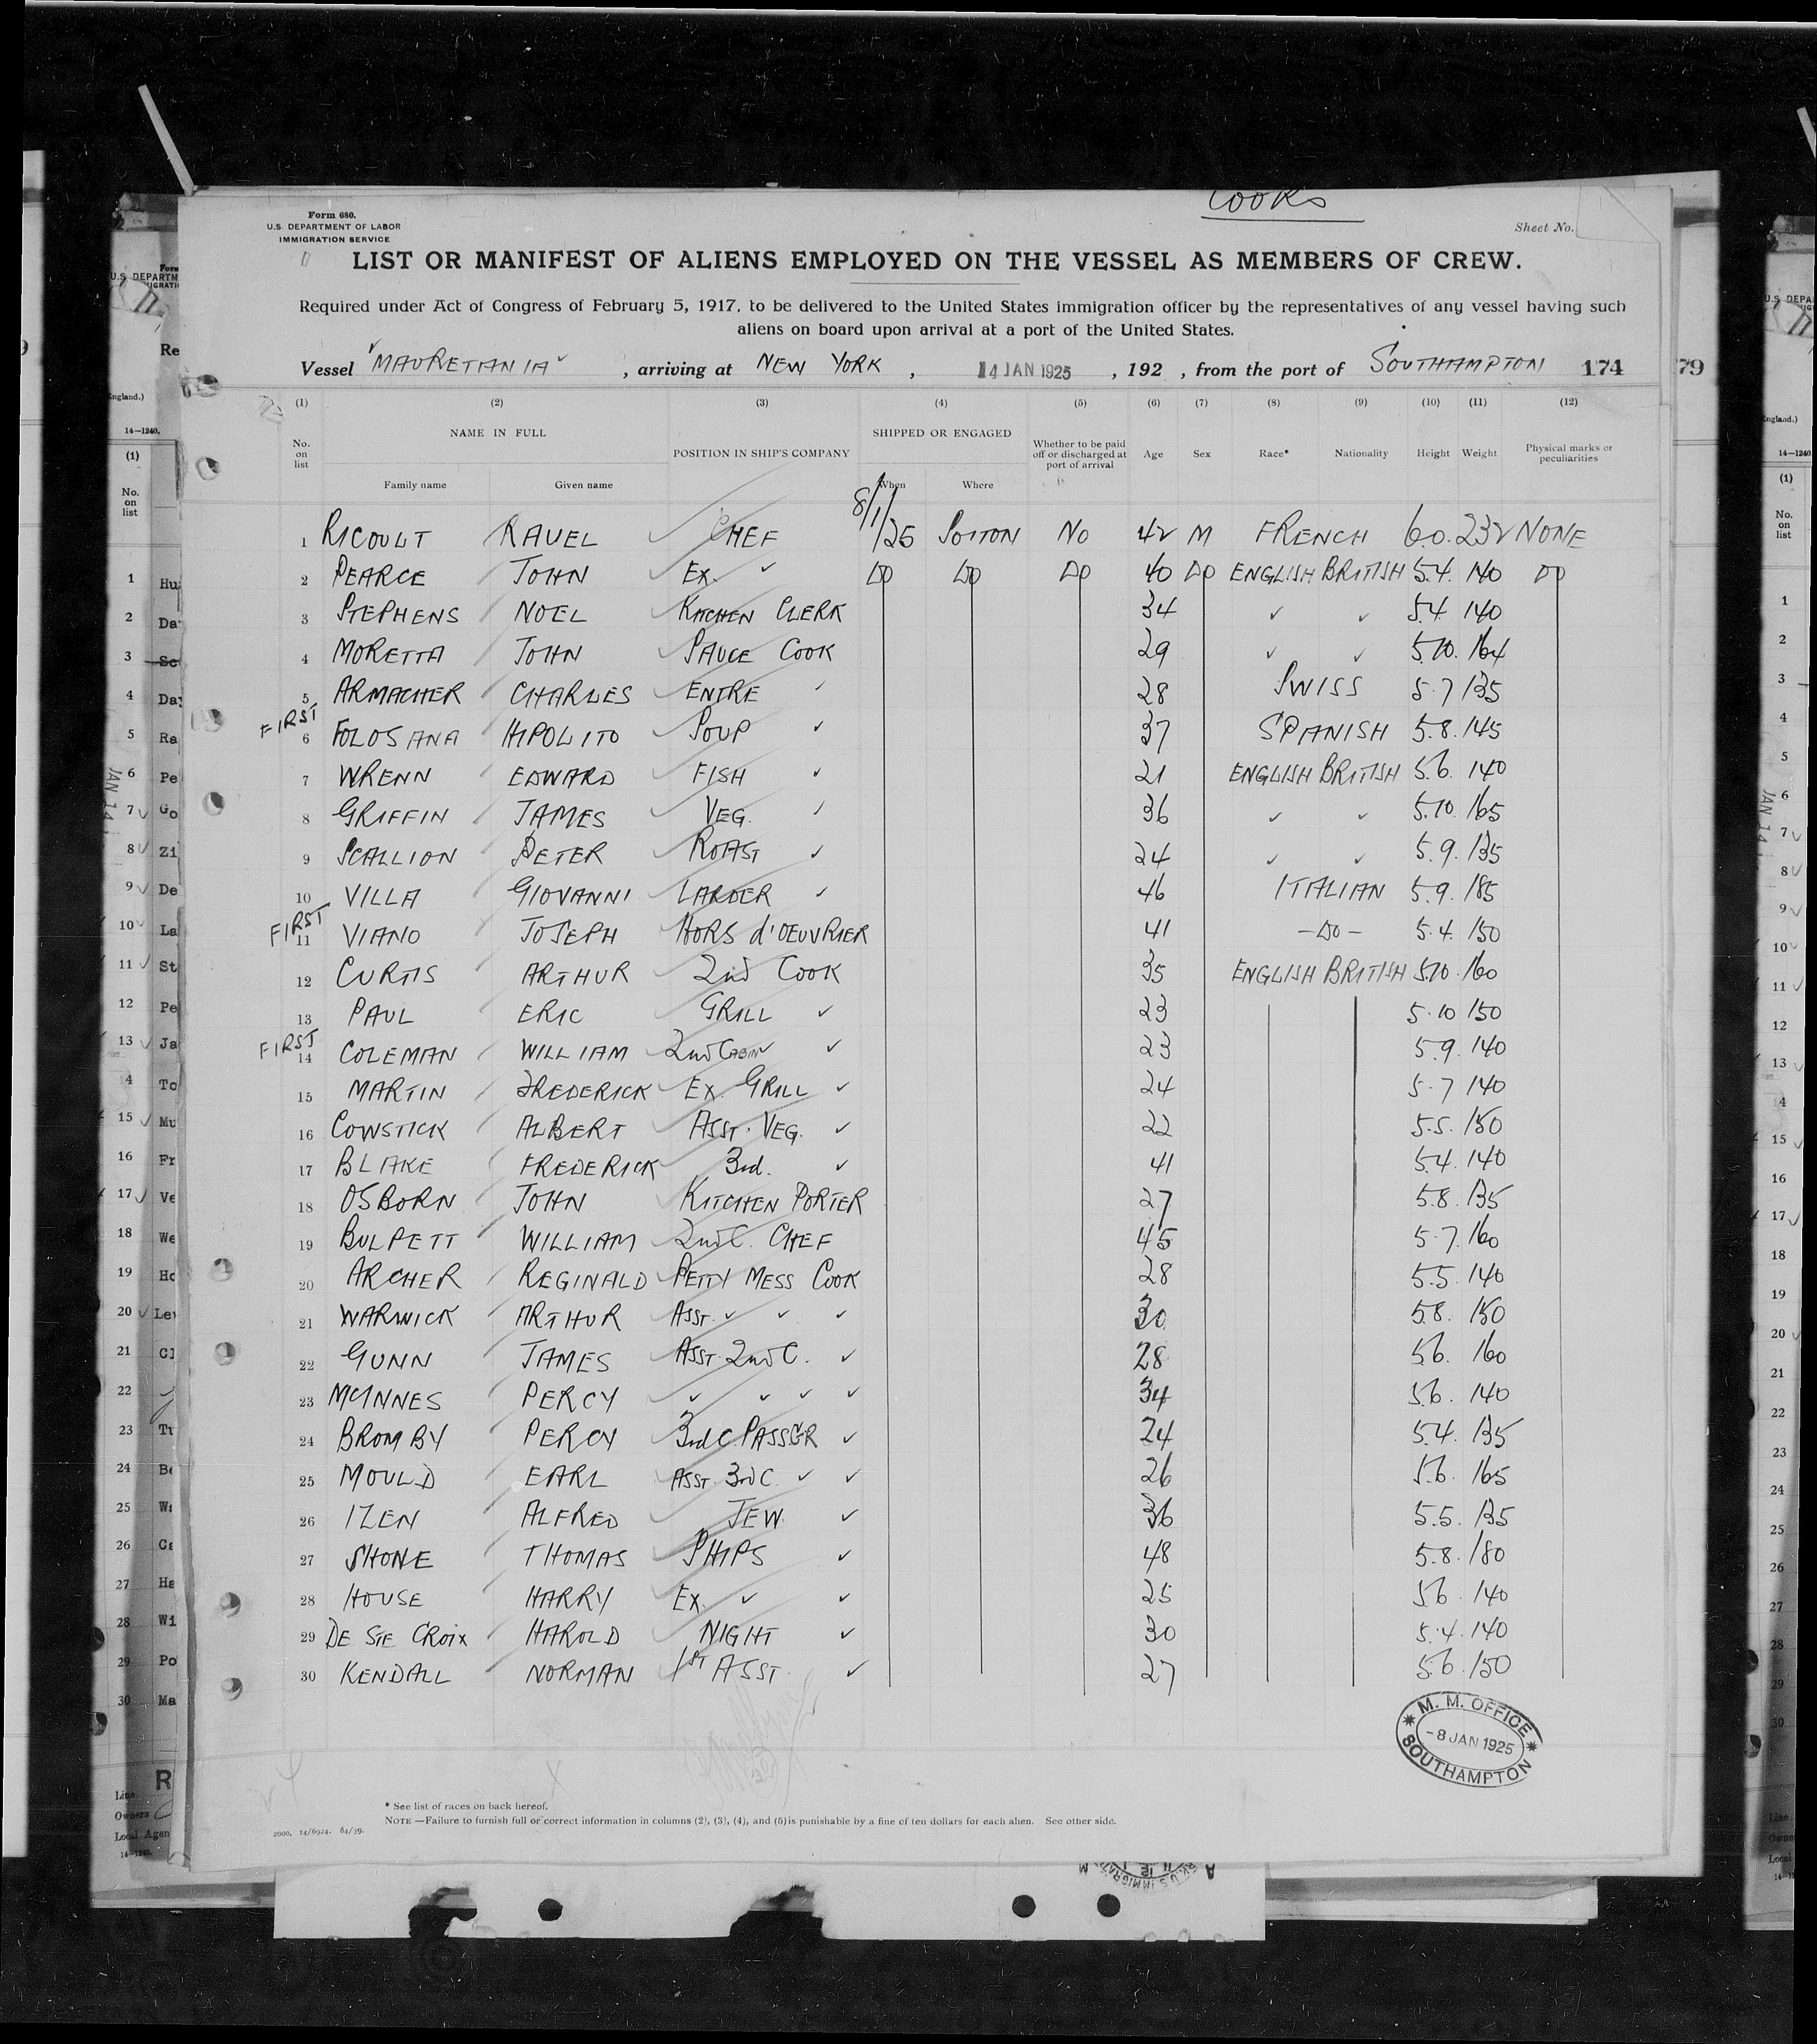 COOKS
Form 680.
U.S. DEPARTMENT OF LABOR
IMMIGRATION SERVICE
Sheet No.
LIST OR MANIFEST OF ALIENS EMPLOYED ON THE VESSEL AS MEMBERS OF CREW.
Required under Act of Congress of February 5, 1917, to be delivered to the United States immigration officer by the representatives of any vessel having such
aliens on board upon arrival at a port of the United States.
Vessel "MAURETANIA", arriving at NEW YORK, 14 JAN 1925, 192 , from the port of SOUTHAMPTON 174
(1) (2) (3) (4) (5) (6) (7) (8) (9) (10) (11) (12)
No. on list NAME IN FULL POSITION IN SHIP'S COMPANY SHIPPED OR ENGAGED Whether to be paid off or discharged at port of arrival Age Sex Race* Nationality Height Weight Physical marks or peculiarities
Family name Given name When Where
1 RICOULT RAUEL CHEF 8/1/25 SO'TON NO 42 M FRENCH 6.0. 232 NONE
2 PEARCE JOHN Ex. ✓ DO DO DO 40 DO ENGLISH BRITISH 5.4. 140 DO
3 STEPHENS NOEL KITCHEN CLERK 34 ✓ ✓ 5.4 140
4 MORETTA JOHN SAUCE COOK 29 ✓ ✓ 5.10. 164
5 ARMACHER CHARLES ENTRE ✓ 28 SWISS 5.7 135
FIRST 6 FOLOSANA HIPOLITO SOUP ✓ 37 SPANISH 5.8. 145
7 WRENN EDWARD FISH ✓ 21 ENGLISH BRITISH 5.6. 140
8 GRIFFIN JAMES VEG. ✓ 36 ✓ ✓ 5.10. 165
9 SCALLION PETER ROAST ✓ 24 ✓ ✓ 5.9. 135
10 VILLA GIOVANNI LARDER ✓ 46 ITALIAN 5.9. 185
FIRST 11 VIANO JOSEPH HORS d'OEUVRIER 41 -DO- 5.4. 150
12 CURTIS ARTHUR 2nd COOK 35 ENGLISH BRITISH 5.10. 160
13 PAUL ERIC GRILL ✓ 23 5.10 150
FIRST 14 COLEMAN WILLIAM 2nd CABIN ✓ 23 5.9. 140
15 MARTIN FREDERICK Ex. GRILL ✓ 24 5.7 140
16 COWSTICK ALBERT ASST. VEG. ✓ 22 5.5. 150
17 BLAKE FREDERICK 3rd. ✓ 41 5.4. 140
18 OSBORN JOHN KITCHEN PORTER 27 5.8. 135
19 BULPETT WILLIAM 2nd C. CHEF 45 5.7. 160
20 ARCHER REGINALD PETTY MESS COOK 28 5.5. 140
21 WARWICK ARTHUR ASST. ✓ ✓ ✓ 30 5.8. 150
22 GUNN JAMES ASST. 2nd C. ✓ 28 5.6. 160
23 McINNES PERCY ✓ ✓ ✓ ✓ 34 5.6. 140
24 BROMBY PERCY 3rd C. PASSGR ✓ 24 5.4. 135
25 MOULD EARL ASST. 3rd C. ✓ ✓ 26 5.6. 165
26 IZEN ALFRED JEW ✓ 36 5.5. 135
27 SHONE THOMAS SHIPS ✓ 48 5.8. 180
28 HOUSE HARRY Ex. ✓ ✓ 25 5.6. 140
29 DE STE CROIX HAROLD NIGHT ✓ 30 5.4. 140
30 KENDALL NORMAN 1ST ASST. ✓ 27 5.6. 150
* M. M. OFFICE *
-8 JAN 1925
SOUTHAMPTON
* See list of races on back hereof.
NOTE —Failure to furnish full or correct information in columns (2), (3), (4), and (5) is punishable by a fine of ten dollars for each alien. See other side.
2000. 14/6924. 84/39.
79